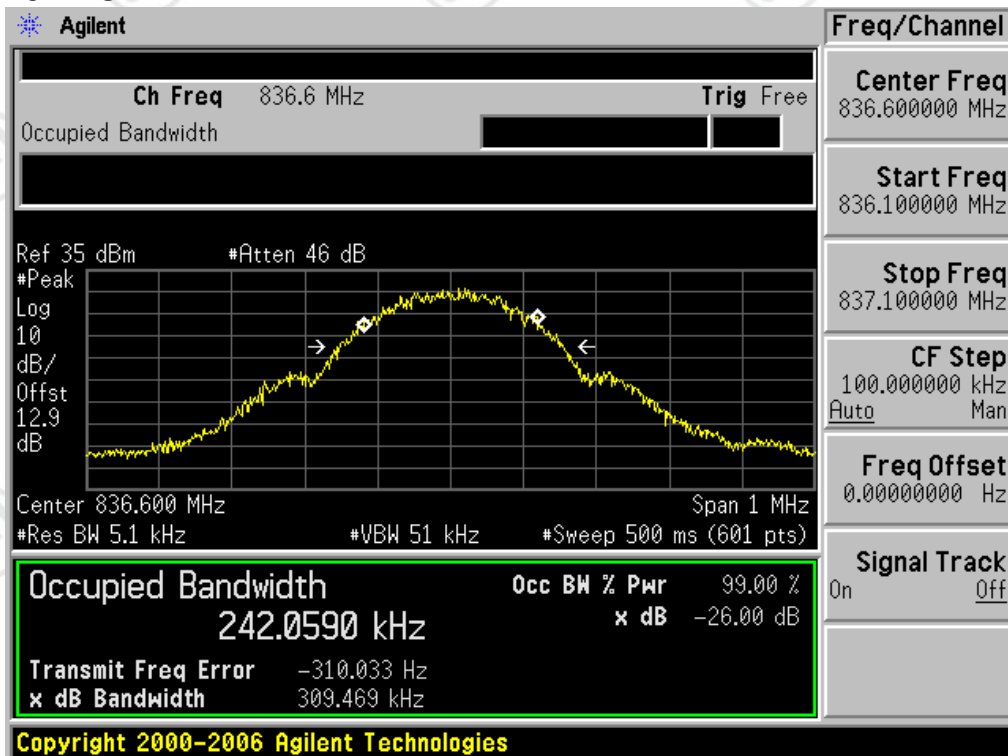 Agilent
Freq/Channel
Ch Freq 836.6 MHz Trig Free
Occupied Bandwidth
Center Freq
836.600000 MHz
Start Freq
836.100000 MHz
Stop Freq
837.100000 MHz
CF Step
100.000000 kHz
Auto Man
Freq Offset
0.00000000 Hz
Signal Track
On Off
Ref 35 dBm #Atten 46 dB
#Peak
Log
10
dB/
Offst
12.9
dB
Center 836.600 MHz Span 1 MHz
#Res BW 5.1 kHz #VBW 51 kHz #Sweep 500 ms (601 pts)
Occupied Bandwidth
242.0590 kHz
Occ BW % Pwr 99.00 %
x dB -26.00 dB
Transmit Freq Error -310.033 Hz
x dB Bandwidth 309.469 kHz
Copyright 2000-2006 Agilent Technologies